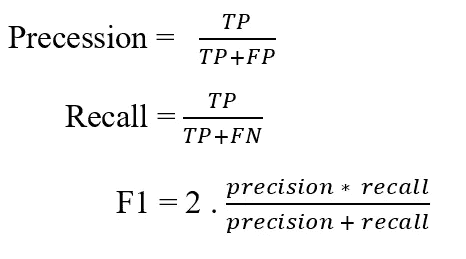 Precession = TP / TP+FP
Recall = TP / TP+FN
F1 = 2 . precision * recall / precision + recall